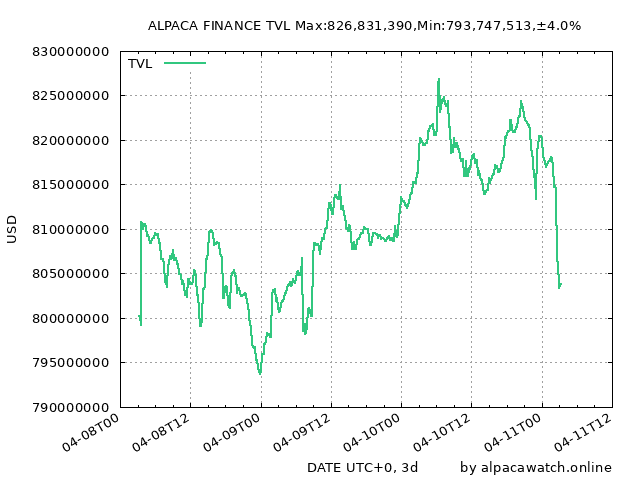 ALPACA FINANCE TVL Max:826,831,390,Min:793,747,513,±4.0%
830000000
TVL
825000000
820000000
815000000
810000000
805000000
800000000
795000000
790000000
USD
04-08T00
04-08T12
04-09T00
04-09T12
04-10T00
04-10T12
04-11T00
04-11T12
DATE UTC+0, 3d
by alpacawatch.online